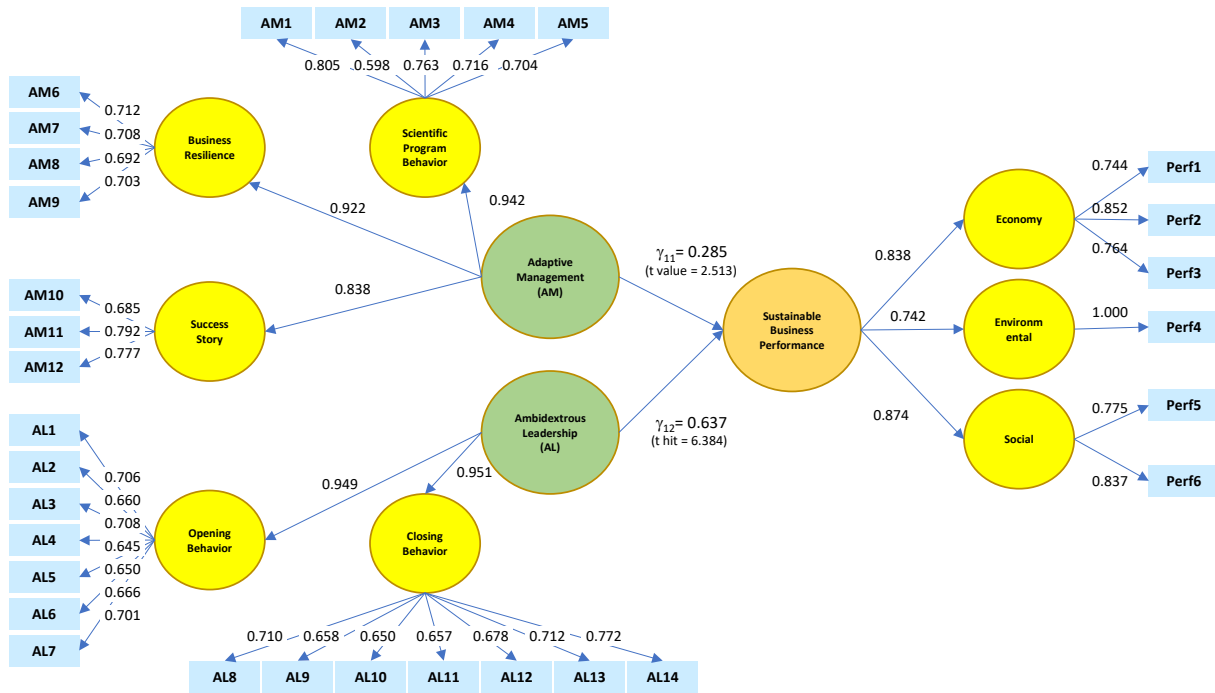 AM1 AM2 AM3 AM4 AM5
0.805 0.598 0.763 0.716 0.704
AM6
AM7
AM8
AM9
0.712
0.708
0.692
0.703
Business
Resilience
Scientific
Program
Behavior
0.922
0.942
Adaptive
Management
(AM)
0.838
AM10
AM11
AM12
0.685
0.792
0.777
Success
Story
γ11= 0.285
(t value = 2.513)
Sustainable
Business
Performance
γ12= 0.637
(t hit = 6.384)
Ambidextrous
Leadership
(AL)
0.949
0.951
AL1
AL2
AL3
AL4
AL5
AL6
AL7
0.706
0.660
0.708
0.645
0.650
0.666
0.701
Opening
Behavior
Closing
Behavior
0.710 0.658 0.650 0.657 0.678 0.712 0.772
AL8 AL9 AL10 AL11 AL12 AL13 AL14
0.838
0.742
0.874
Economy
0.744
0.852
0.764
Perf1
Perf2
Perf3
Environm
ental
1.000
Perf4
Social
0.775
0.837
Perf5
Perf6